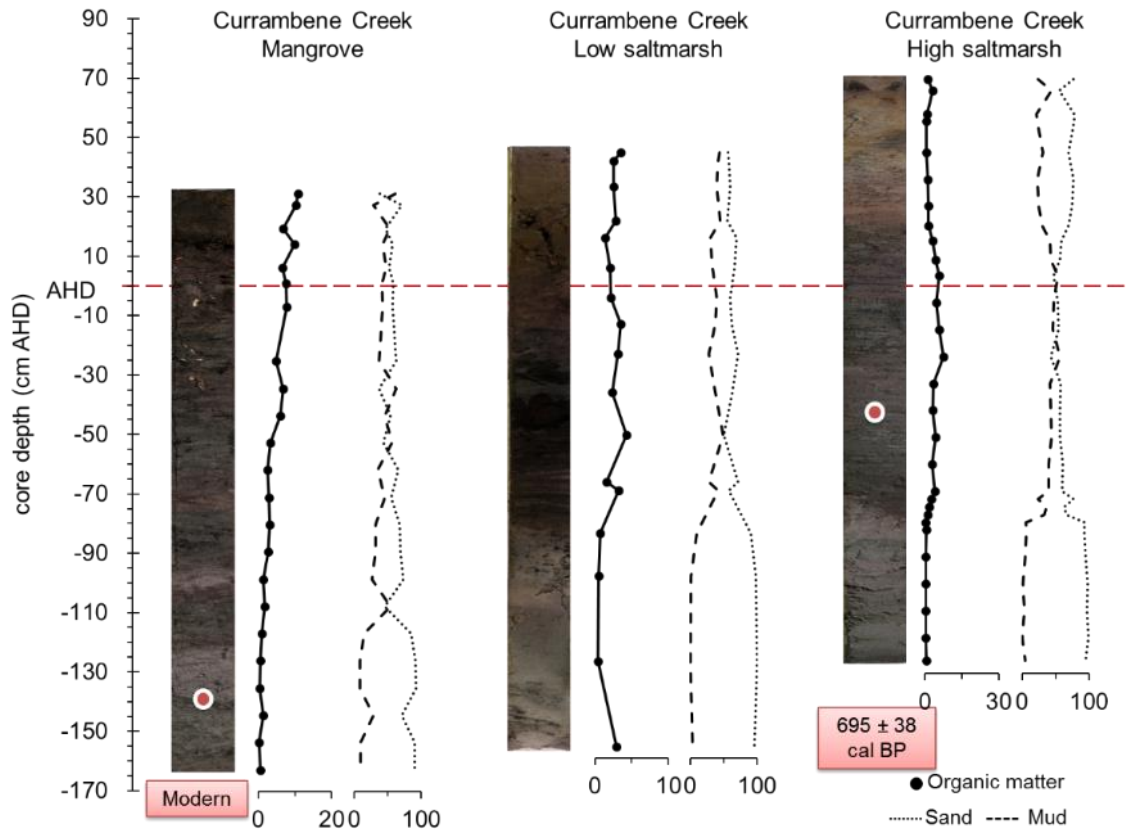 Currambene Creek
Mangrove
Currambene Creek
Low saltmarsh
Currambene Creek
High saltmarsh
90
70
50
30
10
AHD
-10
-30
-50
-70
-90
-110
-130
-150
-170
core depth (cm AHD)
Modern
0 20 0 100
0 100 0 100
0 30 0 100
695 ± 38
cal BP
Organic matter
Sand Mud